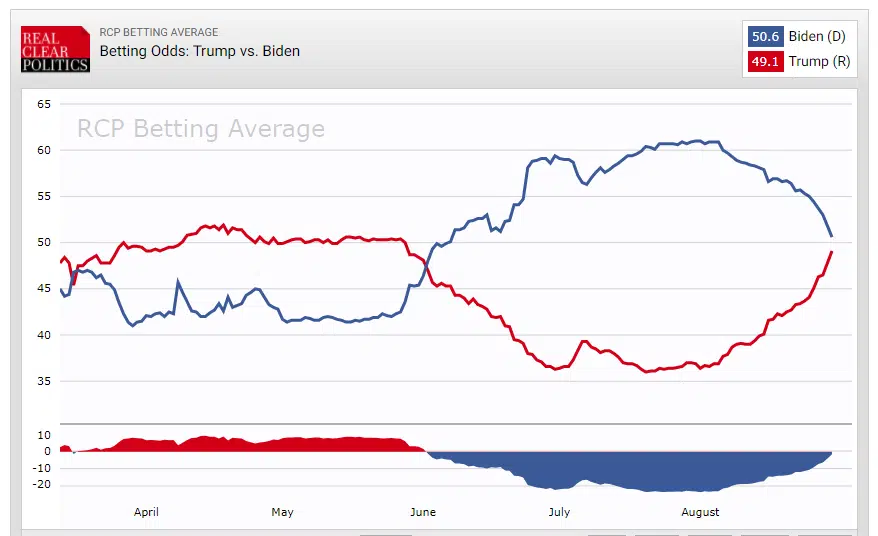 REAL
CLEAR
POLITICS
RCP BETTING AVERAGE
Betting Odds: Trump vs. Biden
50.6 Biden (D)
49.1 Trump (R)
RCP Betting Average
65
60
55
50
45
40
35
10
0
-10
-20
April May June July August